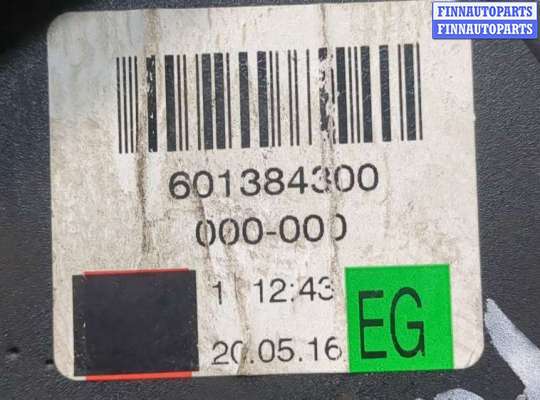 FINNAUTOPARTS
FINNAUTOPARTS
601384300
000-000
1 12:43
20.05.16
EG